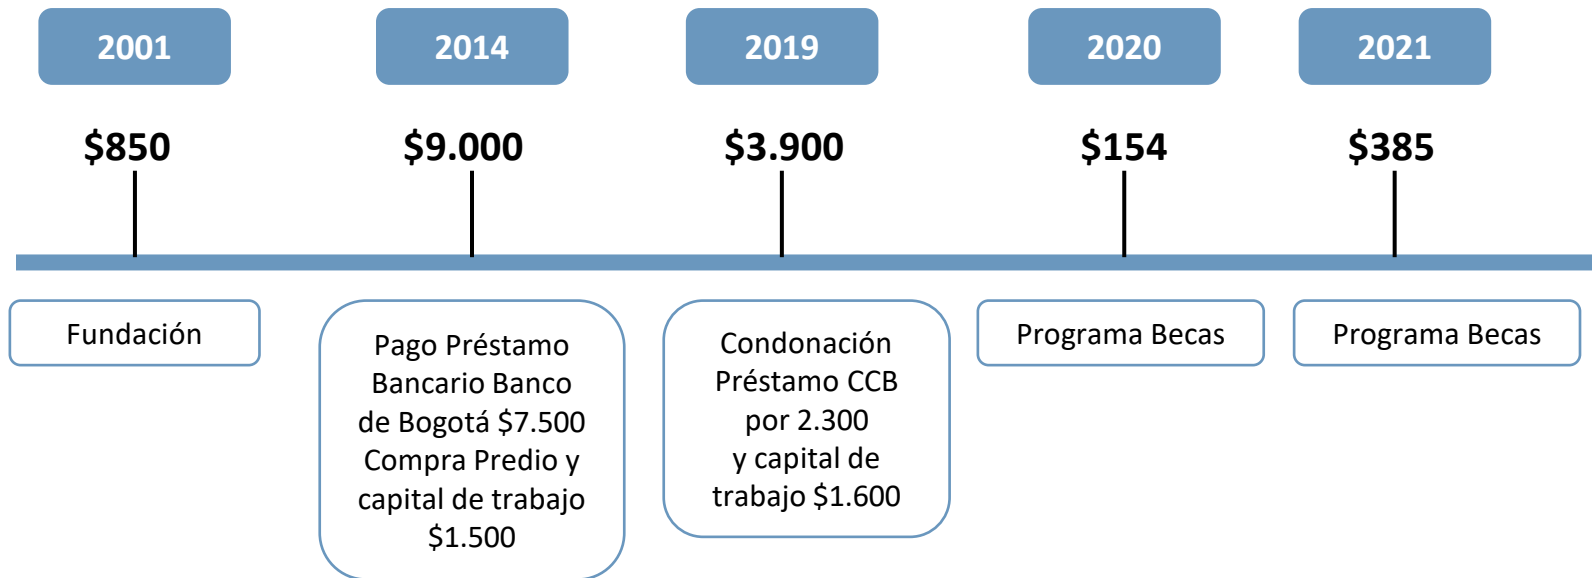 2001
2014
2019
2020
2021
$850
$9.000
$3.900
$154
$385
Fundación
Pago Préstamo
Bancario Banco
de Bogotá $7.500
Compra Predio y
capital de trabajo
$1.500
Condonación
Préstamo CCB
por 2.300
y capital de
trabajo $1.600
Programa Becas
Programa Becas